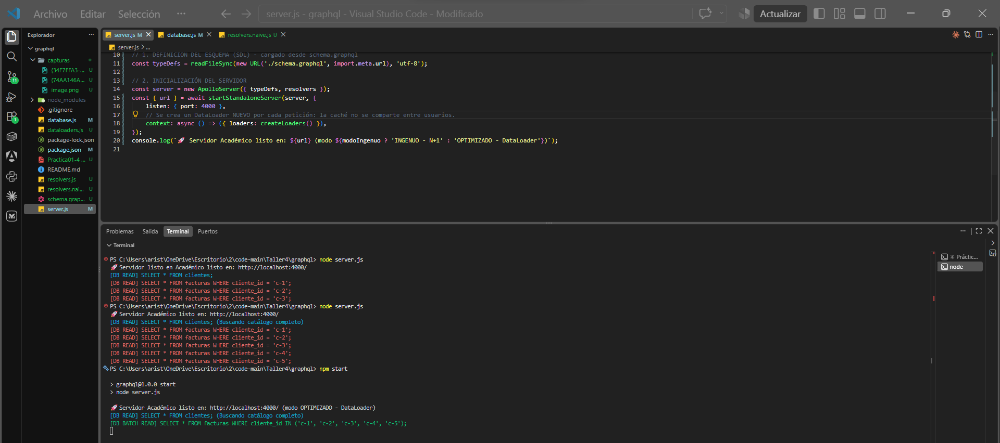 Archivo Editar Selección ···
server.js - graphql - Visual Studio Code - Modificado
Actualizar
Explorador ···
graphql
capturas
{34F7FFA3-... U
{74AA146A... U
image.png U
node_modules
.gitignore
database.js M
dataloaders.js U
package-lock.json
package.json M
Practica01-4 ... U
README.md
resolvers.js U
resolvers.nai... U
schema.grap... U
server.js M
11
1
server.js M
database.js M
resolvers.naive.js U
server.js > ...
10 // 1. DEFINICIÓN DEL ESQUEMA (SDL) - cargado desde schema.graphql
11 const typeDefs = readFileSync(new URL('./schema.graphql', import.meta.url), 'utf-8');
12
13 // 2. INICIALIZACIÓN DEL SERVIDOR
14 const server = new ApolloServer({ typeDefs, resolvers });
15 const { url } = await startStandaloneServer(server, {
16 listen: { port: 4000 },
17 // Se crea un DataLoader NUEVO por cada petición: la caché no se comparte entre usuarios.
18 context: async () => ({ loaders: createLoaders() }),
19 });
20 console.log(`🚀 Servidor Académico listo en: ${url} (modo ${modoIngenuo ? 'INGENUO - N+1' : 'OPTIMIZADO - DataLoader'})`);
21
Problemas Salida Terminal Puertos
Terminal
PS C:\Users\arist\OneDrive\Escritorio\2\code-main\Taller4\graphql> node server.js
🚀 Servidor listo en Académico listo en: http://localhost:4000/
[DB READ] SELECT * FROM clientes;
[DB READ] SELECT * FROM facturas WHERE cliente_id = 'c-1';
[DB READ] SELECT * FROM facturas WHERE cliente_id = 'c-2';
[DB READ] SELECT * FROM facturas WHERE cliente_id = 'c-3';
PS C:\Users\arist\OneDrive\Escritorio\2\code-main\Taller4\graphql> node server.js
🚀 Servidor Académico listo en: http://localhost:4000/
[DB READ] SELECT * FROM clientes; (Buscando catálogo completo)
[DB READ] SELECT * FROM facturas WHERE cliente_id = 'c-1';
[DB READ] SELECT * FROM facturas WHERE cliente_id = 'c-2';
[DB READ] SELECT * FROM facturas WHERE cliente_id = 'c-3';
[DB READ] SELECT * FROM facturas WHERE cliente_id = 'c-4';
[DB READ] SELECT * FROM facturas WHERE cliente_id = 'c-5';
PS C:\Users\arist\OneDrive\Escritorio\2\code-main\Taller4\graphql> npm start
> graphql@1.0.0 start
> node server.js
🚀 Servidor Académico listo en: http://localhost:4000/ (modo OPTIMIZADO - DataLoader)
[DB READ] SELECT * FROM clientes; (Buscando catálogo completo)
[DB BATCH READ] SELECT * FROM facturas WHERE cliente_id IN ('c-1', 'c-2', 'c-3', 'c-4', 'c-5');
✳ Práctic...
node